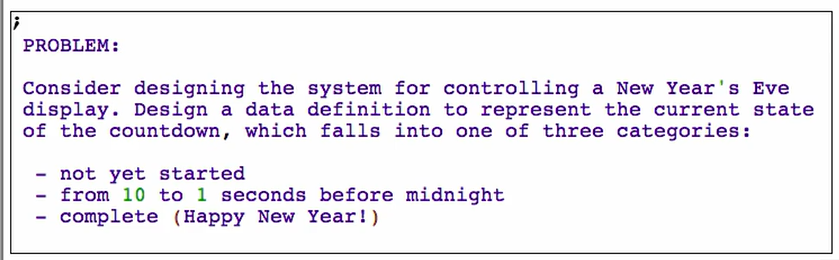 ;
PROBLEM:
Consider designing the system for controlling a New Year's Eve
display. Design a data definition to represent the current state
of the countdown, which falls into one of three categories:
- not yet started
- from 10 to 1 seconds before midnight
- complete (Happy New Year!)